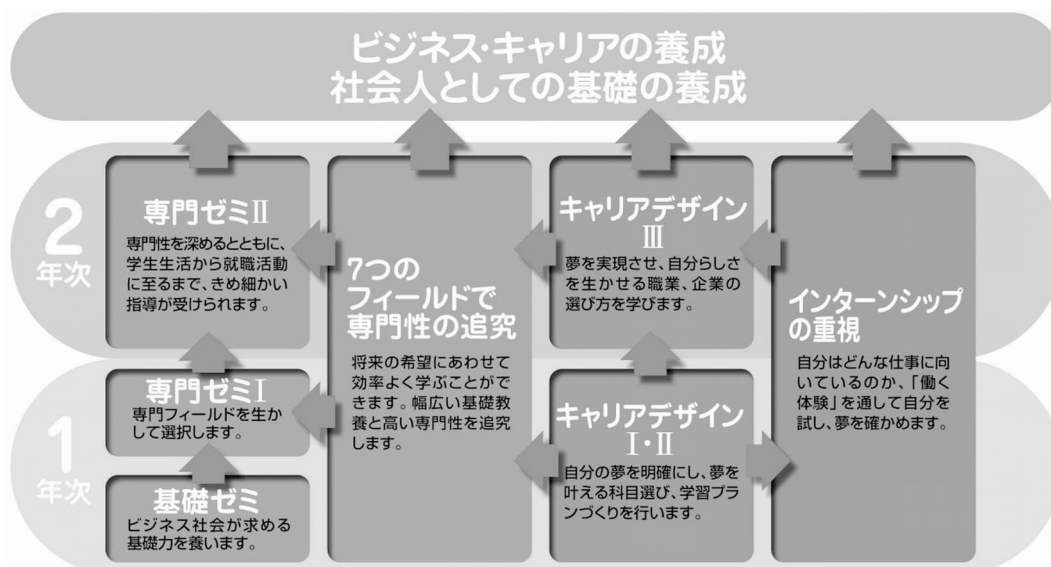 ビジネス・キャリアの養成
社会人としての基礎の養成
2
年次
専門ゼミⅡ
専門性を深めるとともに、
学生生活から就職活動
に至るまで、きめ細かい
指導が受けられます。
7つの
フィールドで
専門性の追究
将来の希望にあわせて
効率よく学ぶことがで
きます。幅広い基礎教
養と高い専門性を追究
します。
キャリアデザイン
Ⅲ
夢を実現させ、自分らしさ
を生かせる職業、企業の
選び方を学びます。
インターンシップ
の重視
自分はどんな仕事に向
いているのか、「働く
体験」を通して自分を
試し、夢を確かめます。
1
年次
専門ゼミⅠ
専門フィールドを生か
して選択します。
基礎ゼミ
ビジネス社会が求める
基礎力を養います。
キャリアデザイン
Ⅰ・Ⅱ
自分の夢を明確にし、夢を
叶える科目選び、学習プラ
ンづくりを行います。